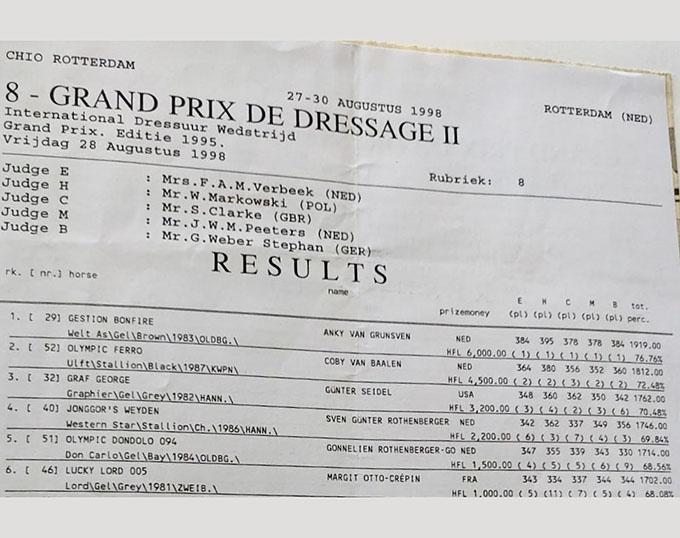 CHIO ROTTERDAM
27-30 AUGUSTUS 1998
ROTTERDAM (NED)
8 - GRAND PRIX DE DRESSAGE II
International Dressuur Wedstrijd
Grand Prix. Editie 1995.
Vrijdag 28 Augustus 1998
Rubriek: 8
Judge E : Mrs.F.A.M.Verbeek (NED)
Judge H : Mr.W.Markowski (POL)
Judge C : Mr.S.Clarke (GBR)
Judge M : Mr.J.W.M.Peeters (NED)
Judge B : Mr.G.Weber Stephan (GER)
RESULTS
rk. [ nr.] horse name prizemoney E H C M B tot.
(pl) (pl) (pl) (pl) (pl) perc.
1. [ 29] GESTION BONFIRE ANKY VAN GRUNSVEN NED 384 395 378 378 384 1919.00
Welt As\Gel\Brown\1983\OLDBG.\ HFL 6,000.00 ( 1) ( 1) ( 1) ( 1) ( 1) 76.76%
2. [ 52] OLYMPIC FERRO COBY VAN BAALEN NED 364 380 356 352 360 1812.00
Ulft\Stallion\Black\1987\KWPN\ HFL 4,500.00 ( 2) ( 2) ( 3) ( 2) ( 2) 72.48%
3. [ 32] GRAF GEORGE GÜNTER SEIDEL USA 348 360 362 350 342 1762.00
Graphier\Gel\Grey\1982\HANN.\ HFL 3,200.00 ( 3) ( 4) ( 2) ( 3) ( 6) 70.48%
4. [ 40] JONGGOR'S WEYDEN SVEN GÜNTER ROTHENBERGER NED 342 362 337 349 356 1746.00
Western Star\Stallion\Ch.\1986\HANN.\ HFL 2,200.00 ( 6) ( 3) ( 7) ( 4) ( 3) 69.84%
5. [ 51] OLYMPIC DONDOLO 094 GONNELIEN ROTHENBERGER-GO NED 347 355 339 343 330 1714.00
Don Carlo\Gel\Bay\1984\OLDBG.\ HFL 1,500.00 ( 4) ( 5) ( 5) ( 6) ( 9) 68.56%
6. [ 46] LUCKY LORD 005 MARGIT OTTO-CRÉPIN FRA 343 334 337 344 344 1702.00
Lord\Gel\Grey\1981\ZWEIB.\ HFL 1,000.00 ( 5) (11) ( 7) ( 5) ( 4) 68.08%